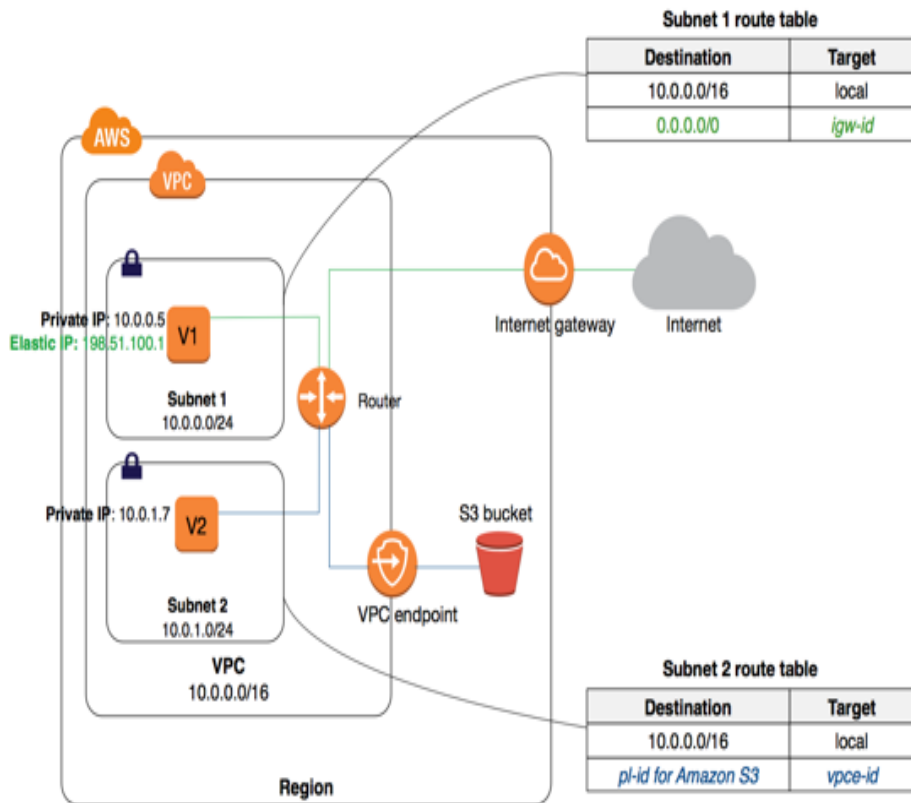 Subnet 1 route table
Destination Target
10.0.0.0/16 local
0.0.0.0/0 igw-id
AWS
VPC
Private IP: 10.0.0.5
Elastic IP: 198.51.100.1
V1
Subnet 1
10.0.0.0/24
Router
Internet gateway
Internet
Private IP: 10.0.1.7
V2
Subnet 2
10.0.1.0/24
S3 bucket
VPC endpoint
VPC
10.0.0.0/16
Region
Subnet 2 route table
Destination Target
10.0.0.0/16 local
pl-id for Amazon S3 vpce-id